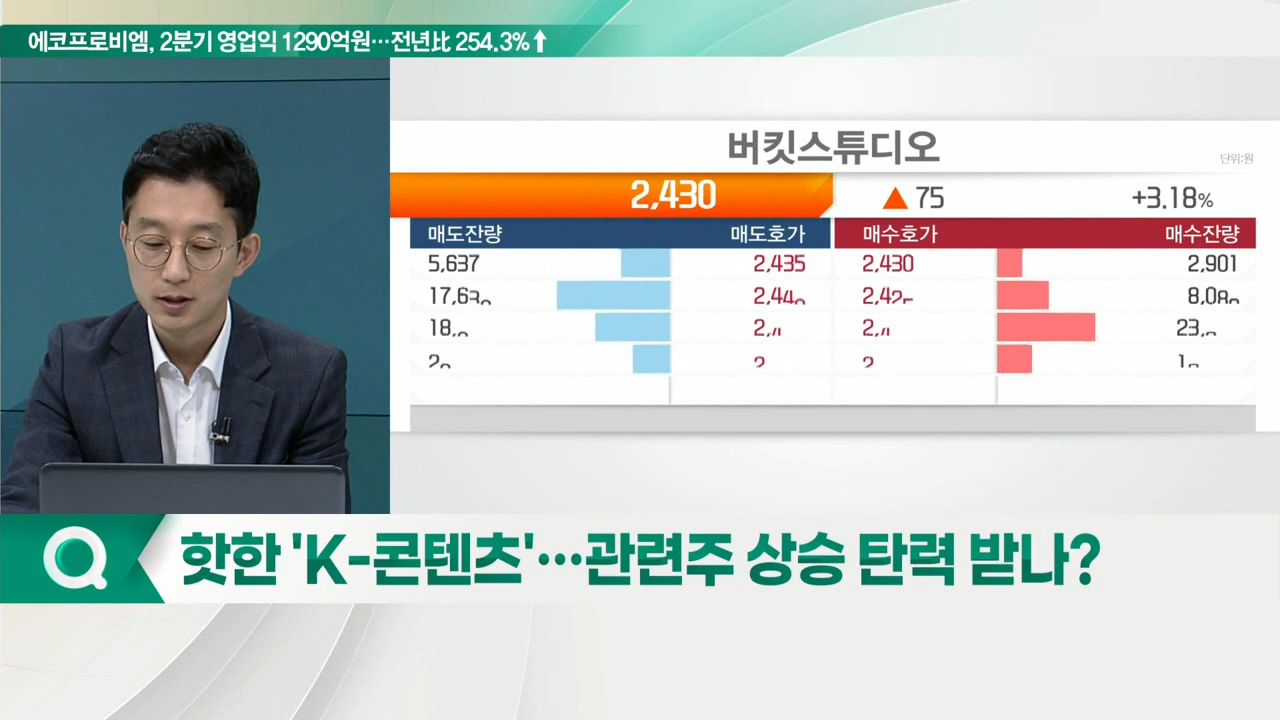 에코프로비엠, 2분기 영업익 1290억원…전년比 254.3%⬆
버킷스튜디오
단위:원
2,430 ▲ 75 +3.18%
매도잔량 매도호가 매수호가 매수잔량
5,637 2,435 2,430 2,901
핫한 'K-콘텐츠'…관련주 상승 탄력 받나?